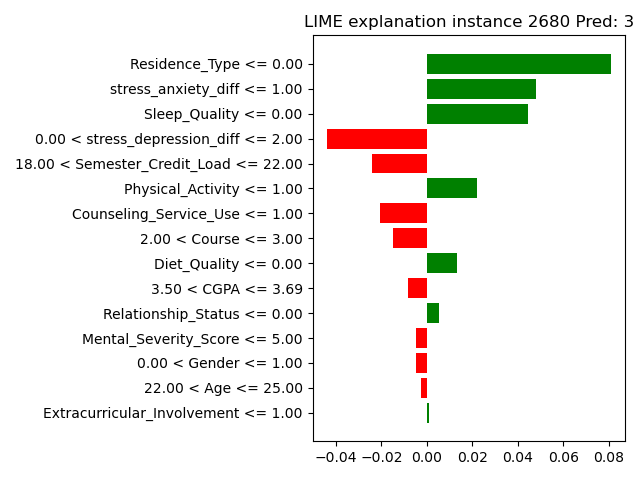 LIME explanation instance 2680 Pred: 3
Residence_Type <= 0.00
stress_anxiety_diff <= 1.00
Sleep_Quality <= 0.00
0.00 < stress_depression_diff <= 2.00
18.00 < Semester_Credit_Load <= 22.00
Physical_Activity <= 1.00
Counseling_Service_Use <= 1.00
2.00 < Course <= 3.00
Diet_Quality <= 0.00
3.50 < CGPA <= 3.69
Relationship_Status <= 0.00
Mental_Severity_Score <= 5.00
0.00 < Gender <= 1.00
22.00 < Age <= 25.00
Extracurricular_Involvement <= 1.00
−0.04 −0.02 0.00 0.02 0.04 0.06 0.08